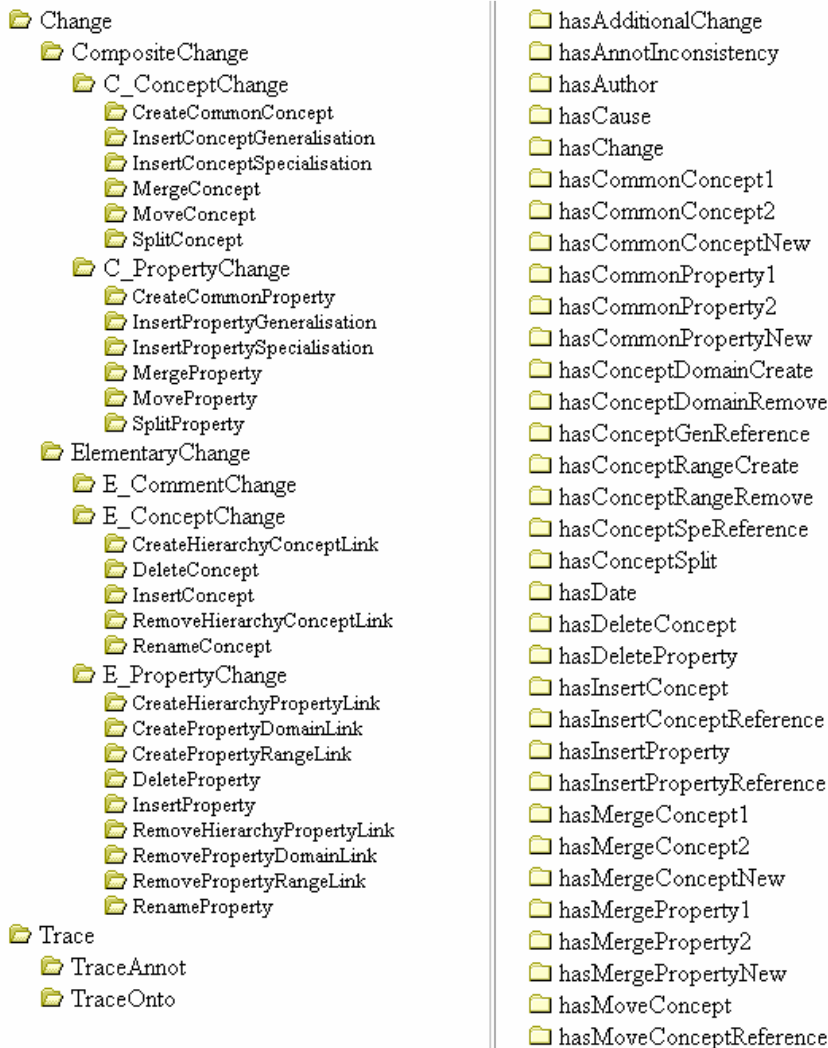 Change
CompositeChange
C_ConceptChange
CreateCommonConcept
InsertConceptGeneralisation
InsertConceptSpecialisation
MergeConcept
MoveConcept
SplitConcept
C_PropertyChange
CreateCommonProperty
InsertPropertyGeneralisation
InsertPropertySpecialisation
MergeProperty
MoveProperty
SplitProperty
ElementaryChange
E_CommentChange
E_ConceptChange
CreateHierarchyConceptLink
DeleteConcept
InsertConcept
RemoveHierarchyConceptLink
RenameConcept
E_PropertyChange
CreateHierarchyPropertyLink
CreatePropertyDomainLink
CreatePropertyRangeLink
DeleteProperty
InsertProperty
RemoveHierarchyPropertyLink
RemovePropertyDomainLink
RemovePropertyRangeLink
RenameProperty
Trace
TraceAnnot
TraceOnto
hasAdditionalChange
hasAnnotInconsistency
hasAuthor
hasCause
hasChange
hasCommonConcept1
hasCommonConcept2
hasCommonConceptNew
hasCommonProperty1
hasCommonProperty2
hasCommonPropertyNew
hasConceptDomainCreate
hasConceptDomainRemove
hasConceptGenReference
hasConceptRangeCreate
hasConceptRangeRemove
hasConceptSpeReference
hasConceptSplit
hasDate
hasDeleteConcept
hasDeleteProperty
hasInsertConcept
hasInsertConceptReference
hasInsertProperty
hasInsertPropertyReference
hasMergeConcept1
hasMergeConcept2
hasMergeConceptNew
hasMergeProperty1
hasMergeProperty2
hasMergePropertyNew
hasMoveConcept
hasMoveConceptReference